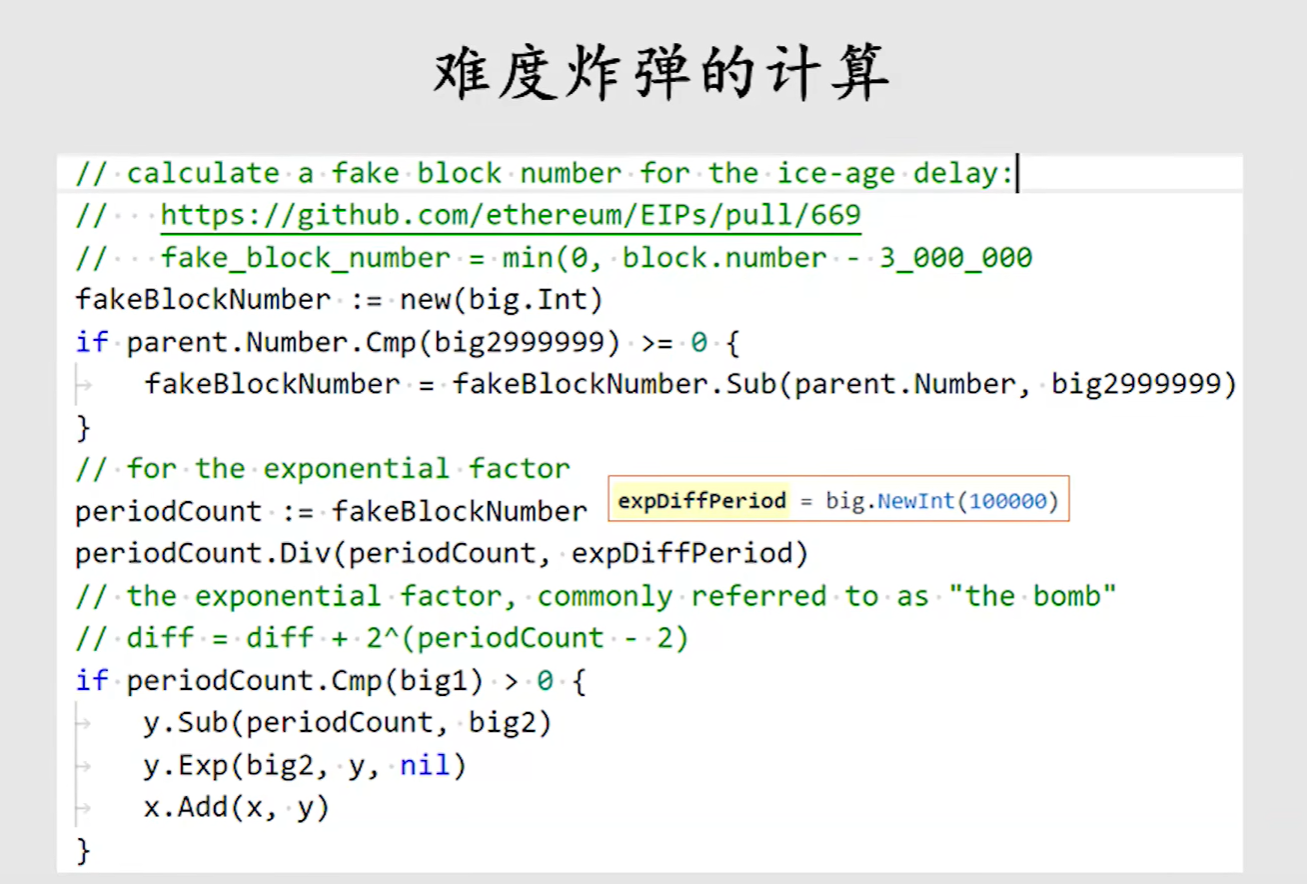 难度炸弹的计算
// calculate a fake block number for the ice-age delay:
//   https://github.com/ethereum/EIPs/pull/669
//   fake_block_number = min(0, block.number - 3_000_000
fakeBlockNumber := new(big.Int)
if parent.Number.Cmp(big2999999) >= 0 {
    fakeBlockNumber = fakeBlockNumber.Sub(parent.Number, big2999999)
}
// for the exponential factor
periodCount := fakeBlockNumber
expDiffPeriod = big.NewInt(100000)
periodCount.Div(periodCount, expDiffPeriod)
// the exponential factor, commonly referred to as "the bomb"
// diff = diff + 2^(periodCount - 2)
if periodCount.Cmp(big1) > 0 {
    y.Sub(periodCount, big2)
    y.Exp(big2, y, nil)
    x.Add(x, y)
}